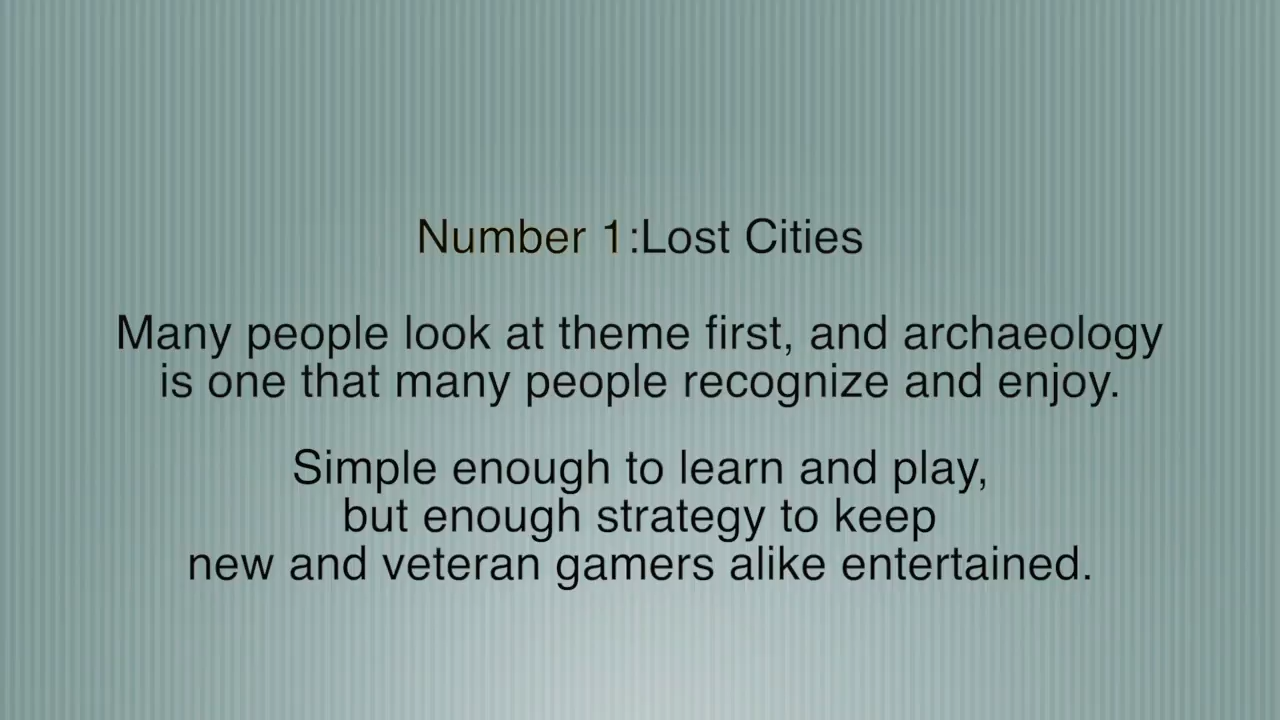 Number 1:Lost Cities
Many people look at theme first, and archaeology
is one that many people recognize and enjoy.
Simple enough to learn and play,
but enough strategy to keep
new and veteran gamers alike entertained.